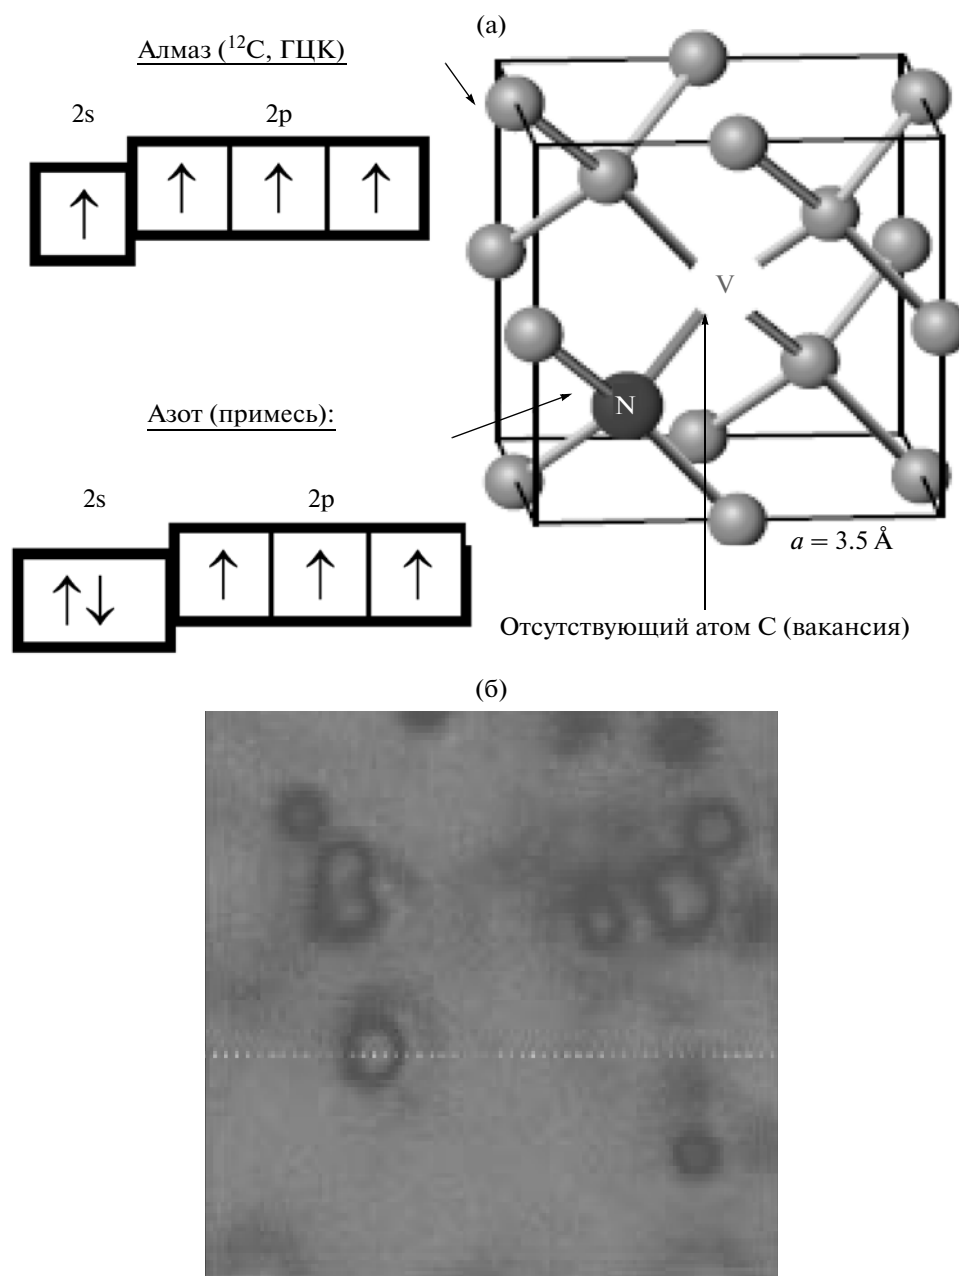 (а)
Алмаз (¹²C, ГЦК)
2s 2p
↑ ↑ ↑ ↑
V
Азот (примесь):
N
2s 2p
↑↓ ↑ ↑ ↑
a = 3.5 Å
Отсутствующий атом С (вакансия)
(б)